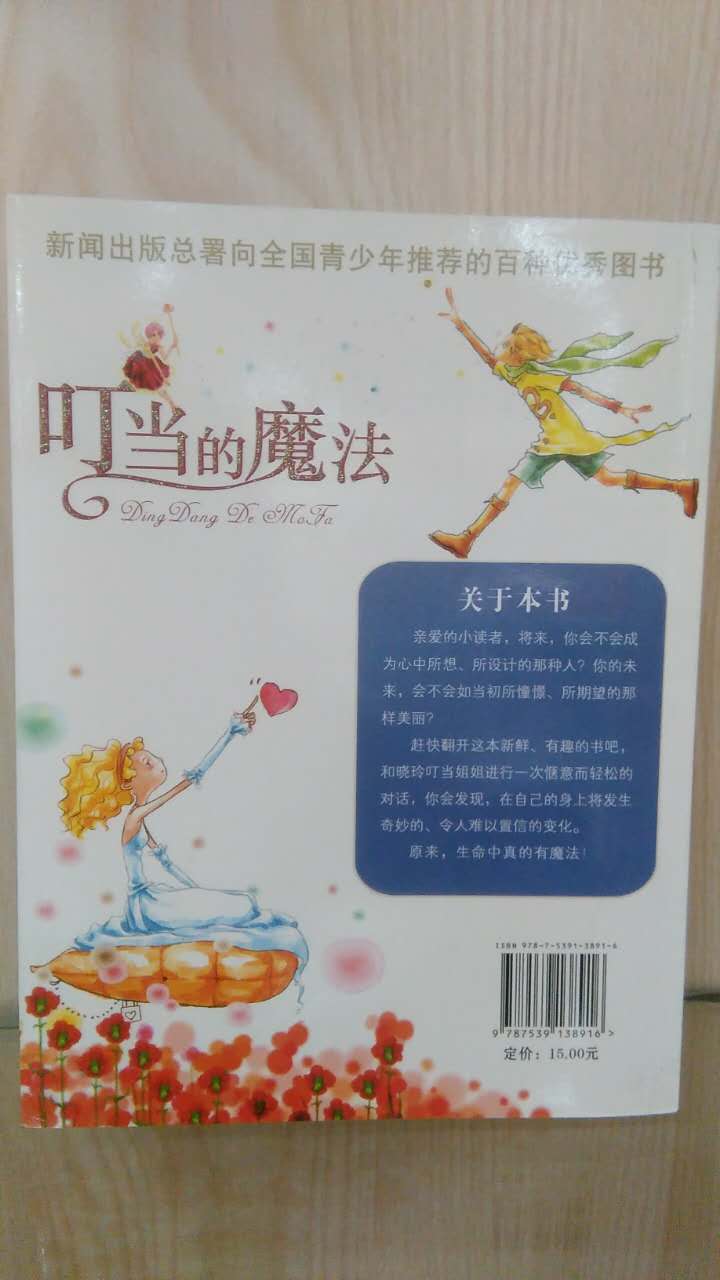 新闻出版总署向全国青少年推荐的百种优秀图书
叮当的魔法
DingDang De MoFa
关于本书
亲爱的小读者，将来，你会不会成
为心中所想、所设计的那种人？你的未
来，会不会如当初所憧憬、所期望的那
样美丽？
赶快翻开这本新鲜、有趣的书吧，
和晓玲叮当姐姐进行一次惬意而轻松的
对话，你会发现，在自己的身上将发生
奇妙的、令人难以置信的变化。
原来，生命中真的有魔法！
ISBN 978-7-5391-3891-6
9 787539 138916 >
定价：15.00元